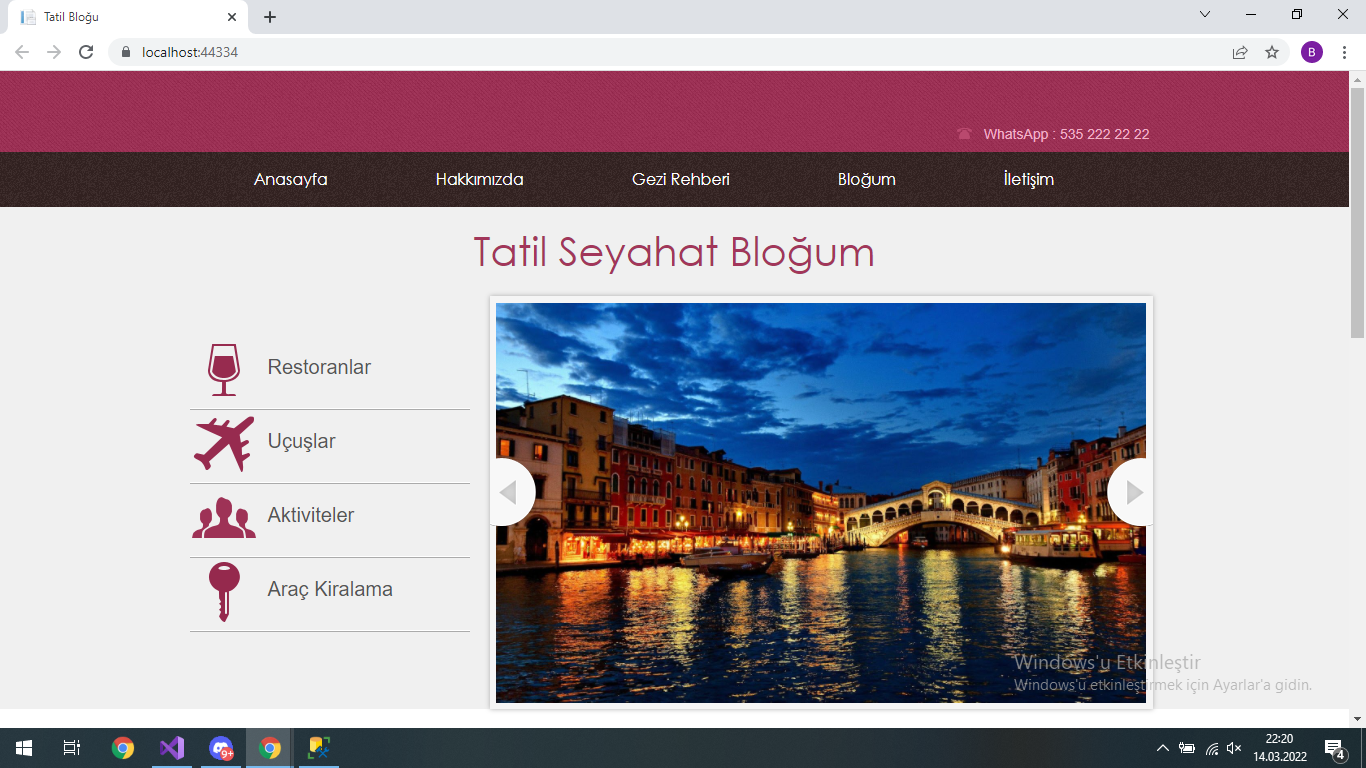 Tatil Bloğu
localhost:44334
B
WhatsApp : 535 222 22 22
Anasayfa Hakkımızda Gezi Rehberi Bloğum İletişim
Tatil Seyahat Bloğum
Restoranlar
Uçuşlar
Aktiviteler
Araç Kiralama
Windows'u Etkinleştir
Windows'u etkinleştirmek için Ayarlar'a gidin.
9+
22:20
14.03.2022
4